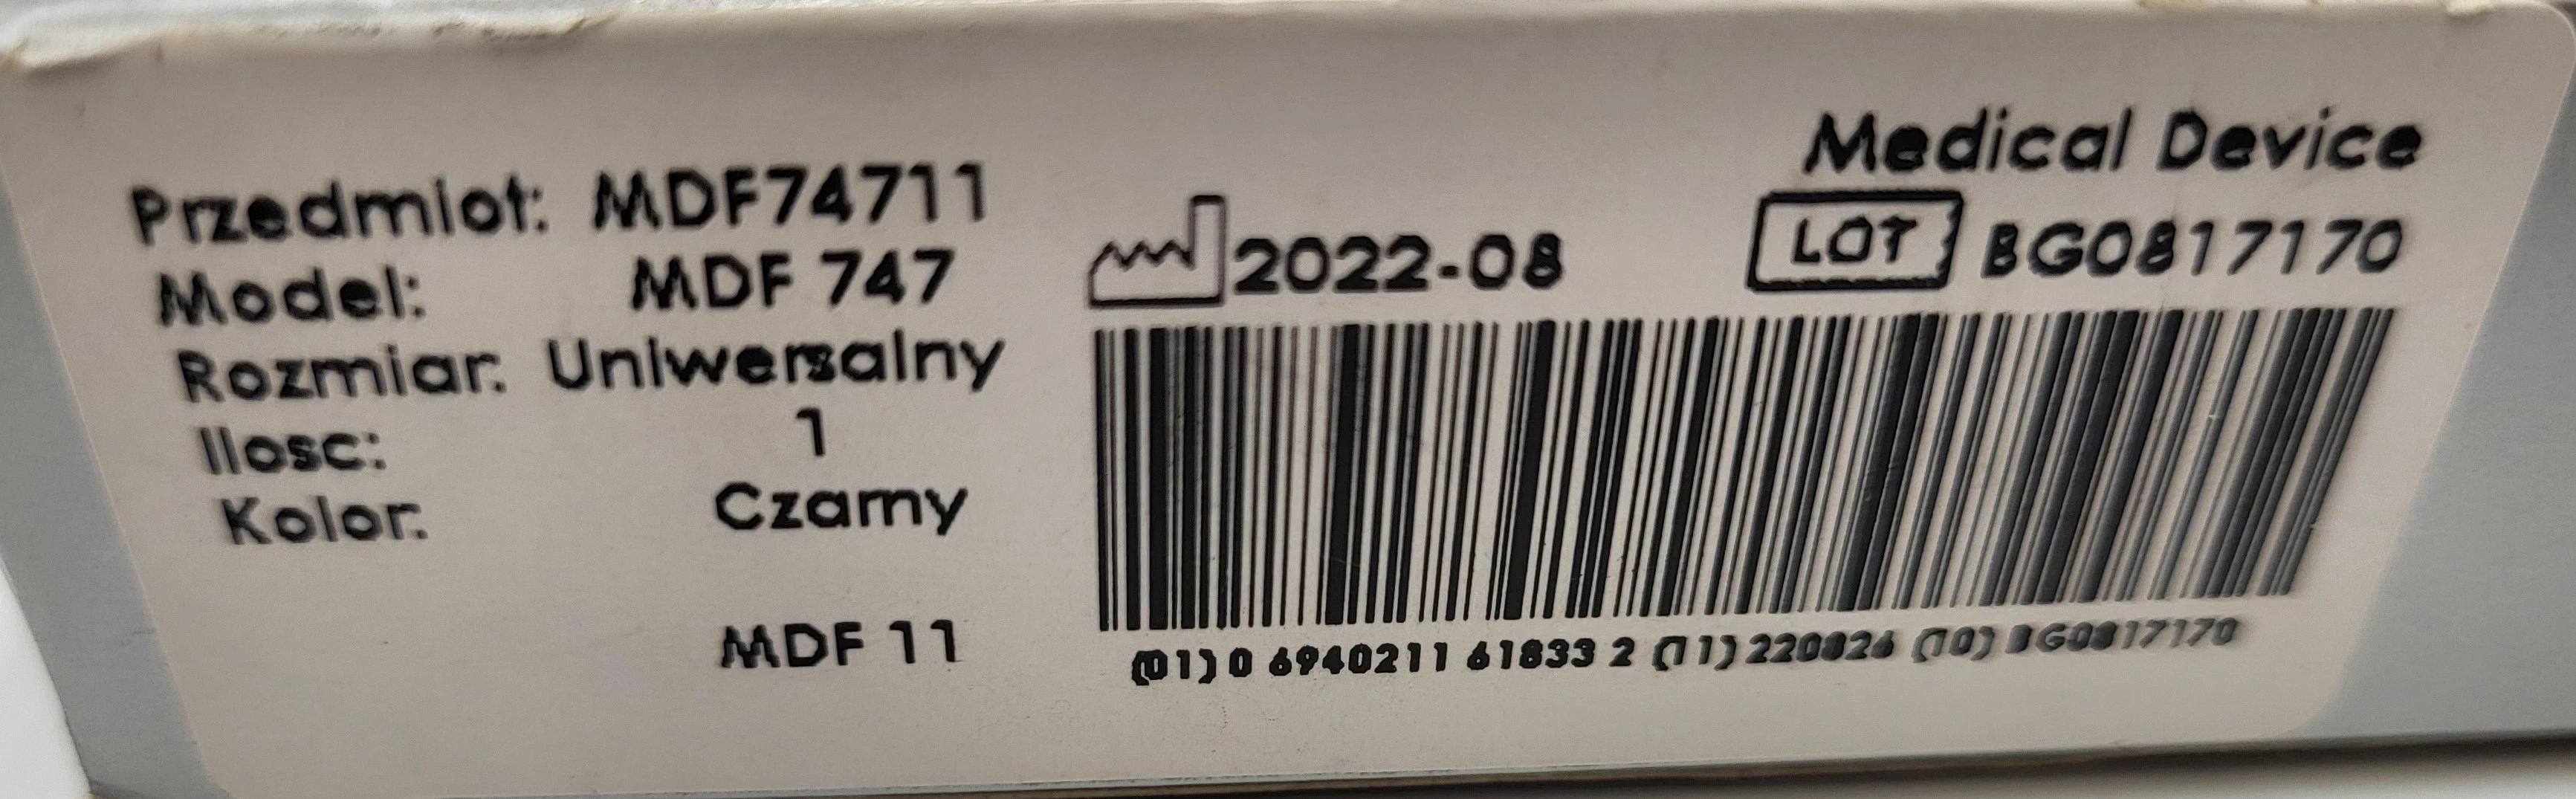 Przedmiot: MDF74711
Model: MDF 747
Rozmiar: Uniwersalny
Ilosc: 1
Kolor: Czarny
MDF 11
Medical Device
2022-08
LOT BG0817170
(01) 0 6940211 61833 2 (11) 220826 (10) BG0817170